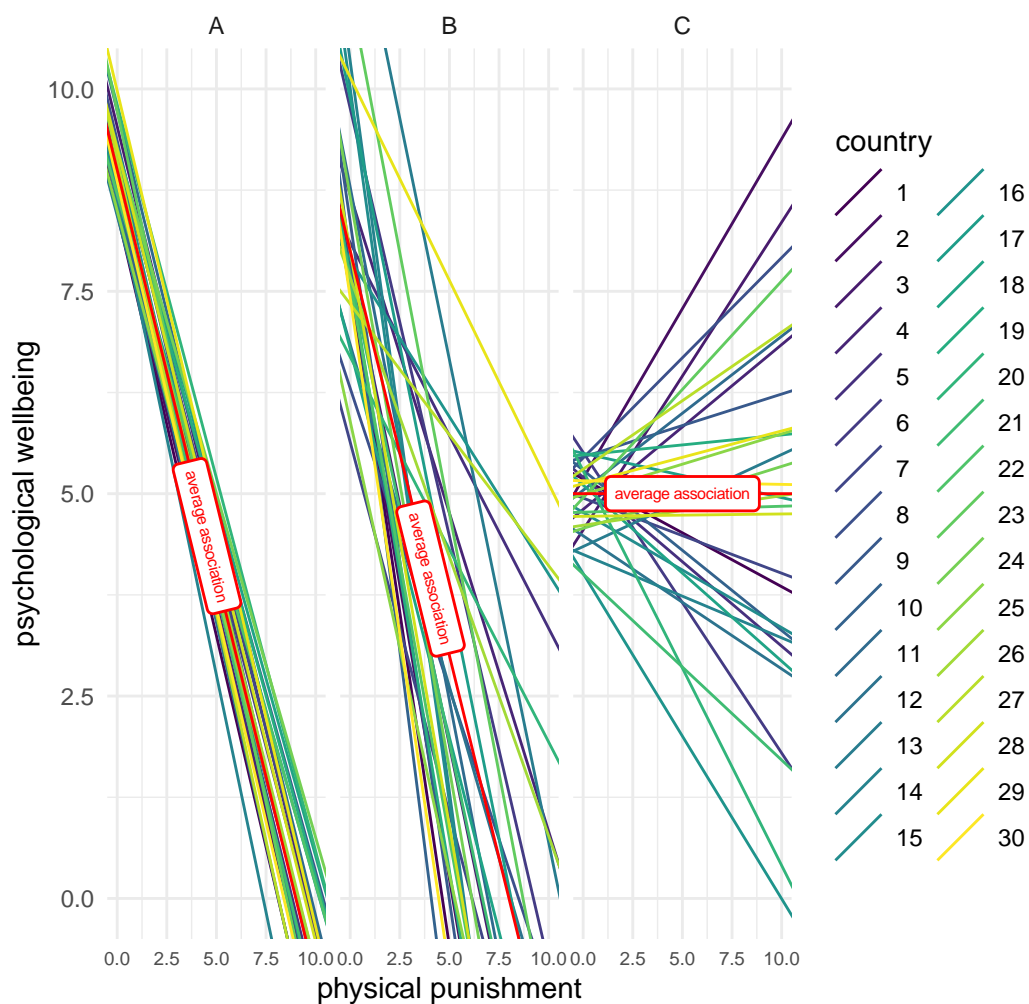 A B C
10.0
7.5
5.0
2.5
0.0
psychological wellbeing
average association
average association
average association
0.0 2.5 5.0 7.5 10.0 0.0 2.5 5.0 7.5 10.0 0.0 2.5 5.0 7.5 10.0
physical punishment
country
1 16
2 17
3 18
4 19
5 20
6 21
7 22
8 23
9 24
10 25
11 26
12 27
13 28
14 29
15 30